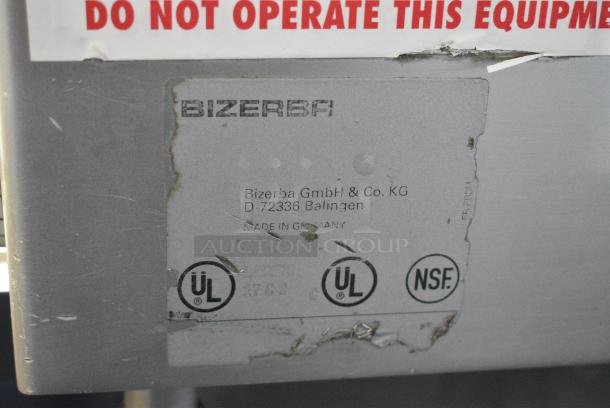 DO NOT OPERATE THIS EQUIPME
BIZERBA
Bizerba GmbH & Co. KG
D-72336 Balingen
MADE IN GERMANY
AUCTION GROUP
UL
UL
NSF